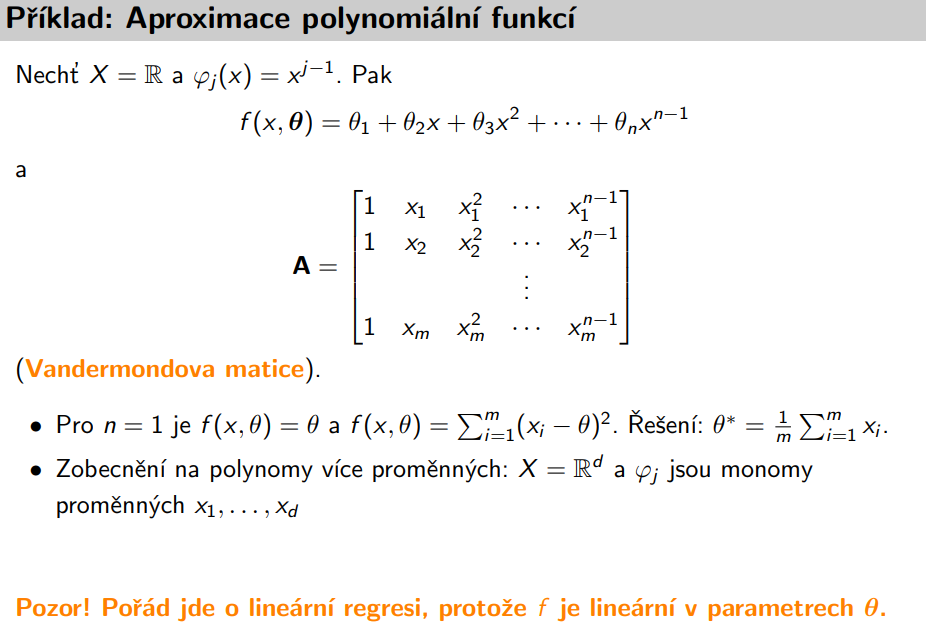 Příklad: Aproximace polynomiální funkcí
Nechť X = ℝ a φ_j(x) = x^{j−1}. Pak
f(x, θ) = θ_1 + θ_2x + θ_3x^2 + ⋯ + θ_nx^{n−1}
a
A = [1 x_1 x_1^2 ⋯ x_1^{n−1}
1 x_2 x_2^2 ⋯ x_2^{n−1}
⋮
1 x_m x_m^2 ⋯ x_m^{n−1}]
(Vandermondova matice).
• Pro n = 1 je f(x, θ) = θ a f(x, θ) = ∑_{i=1}^m (x_i − θ)^2. Řešení: θ* = 1/m ∑_{i=1}^m x_i.
• Zobecnění na polynomy více proměnných: X = ℝ^d a φ_j jsou monomy
proměnných x_1, . . . , x_d
Pozor! Pořád jde o lineární regresi, protože f je lineární v parametrech θ.